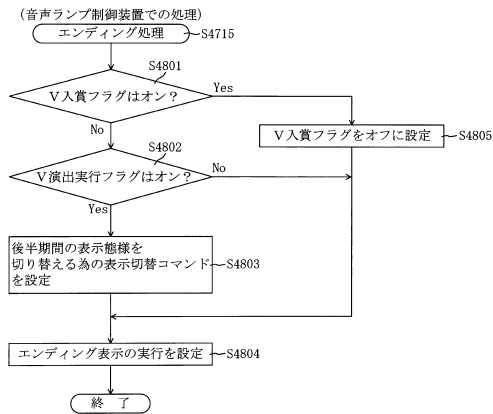 (音声ランプ制御装置での処理)
エンディング処理
S4715
S4801
V入賞フラグはオン？
Yes
No
S4802
V入賞フラグをオフに設定
S4805
V演出実行フラグはオン？
No
Yes
後半期間の表示態様を
切り替える為の表示切替コマンド
を設定
S4803
エンディング表示の実行を設定
S4804
終 了